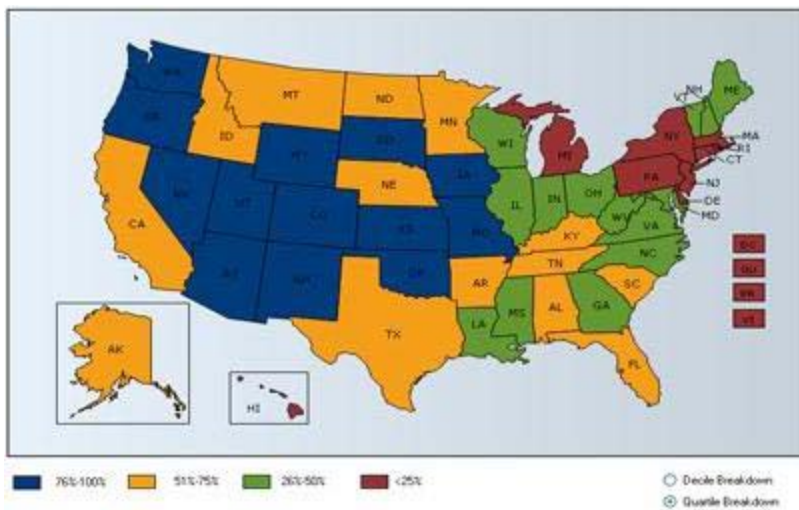 WA
OR
CA
NV
ID
MT
WY
UT
CO
AZ
NM
ND
SD
NE
KS
OK
TX
MN
IA
MO
AR
LA
WI
IL
IN
MI
OH
KY
TN
MS
AL
GA
FL
SC
NC
VA
WV
PA
NY
VT
NH
ME
MA
RI
CT
NJ
DE
MD
DC
GU
PR
VI
AK
HI
76%-100%
51%-75%
26%-50%
<25%
Decile Breakdown
Quartile Breakdown